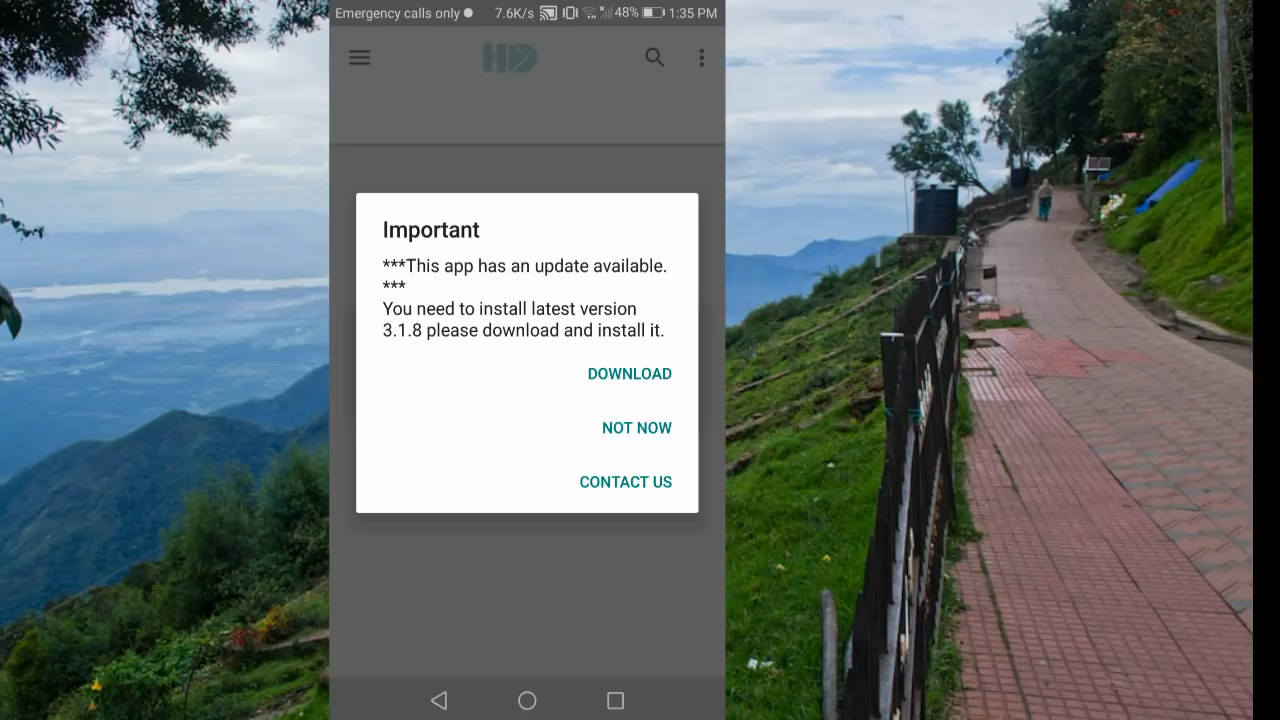 Emergency calls only 7.6K/s 48% 1:35 PM
HD
Important
***This app has an update available.
***
You need to install latest version
3.1.8 please download and install it.
DOWNLOAD
NOT NOW
CONTACT US